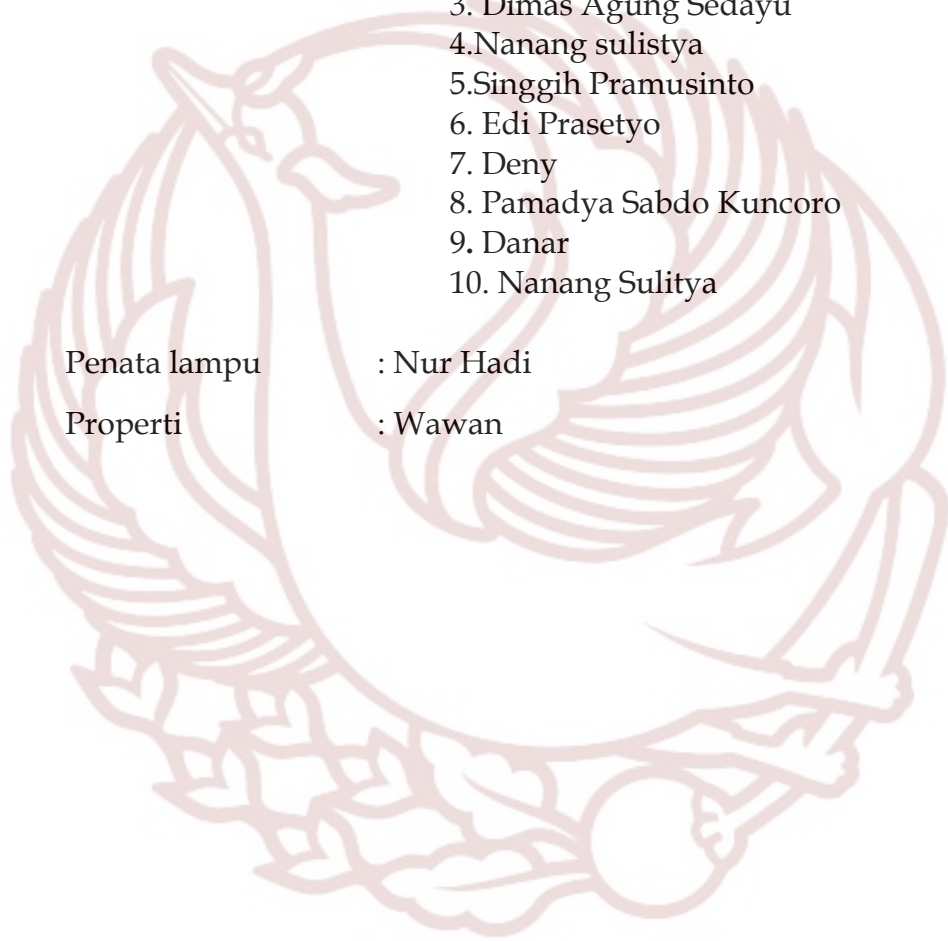 3. Dimas Agung Sedayu
4.Nanang sulistya
5.Singgih Pramusinto
6. Edi Prasetyo
7. Deny
8. Pamadya Sabdo Kuncoro
9. Danar
10. Nanang Sulitya
Penata lampu : Nur Hadi
Properti : Wawan